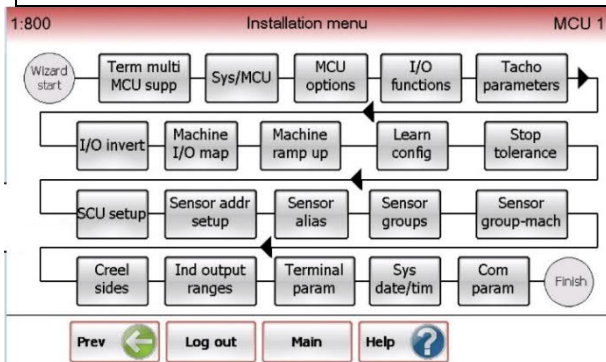 1:800 Installation menu MCU 1
Wizard
start
Term multi
MCU supp
Sys/MCU
MCU
options
I/O
functions
Tacho
parameters
I/O invert
Machine
I/O map
Machine
ramp up
Learn
config
Stop
tolerance
SCU setup
Sensor addr
setup
Sensor
alias
Sensor
groups
Sensor
group-mach
Creel
sides
Ind output
ranges
Terminal
param
Sys
date/tim
Com
param
Finish
Prev
Log out
Main
Help ?